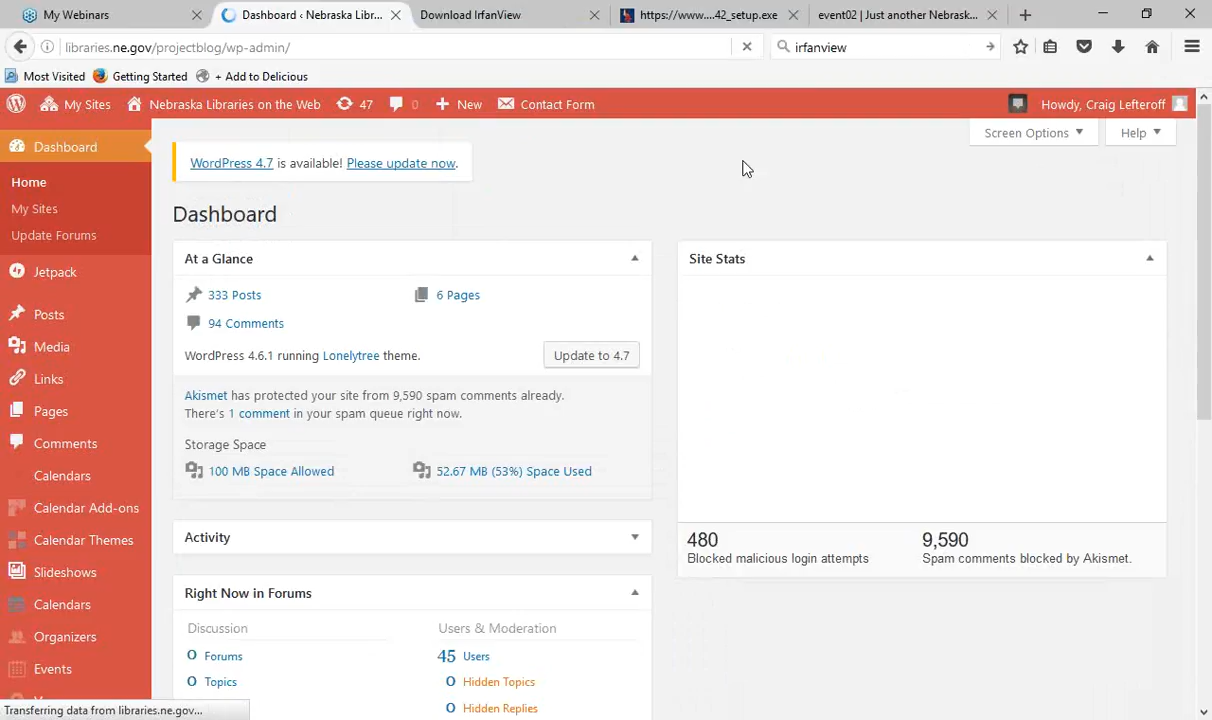 My Webinars
Dashboard ‹ Nebraska Libr...
Download IrfanView
https://www....42_setup.exe
event02 | Just another Nebrask...
libraries.ne.gov/projectblog/wp-admin/
irfanview
Most Visited
Getting Started
+ Add to Delicious
My Sites
Nebraska Libraries on the Web
47
0
New
Contact Form
Howdy, Craig Lefteroff
Dashboard
Home
My Sites
Update Forums
Jetpack
Posts
Media
Links
Pages
Comments
Calendars
Calendar Add-ons
Calendar Themes
Slideshows
Calendars
Organizers
Events
Screen Options
Help
WordPress 4.7 is available! Please update now.
Dashboard
At a Glance
333 Posts
6 Pages
94 Comments
WordPress 4.6.1 running Lonelytree theme.
Update to 4.7
Akismet has protected your site from 9,590 spam comments already.
There's 1 comment in your spam queue right now.
Storage Space
100 MB Space Allowed
52.67 MB (53%) Space Used
Activity
Right Now in Forums
Discussion
Users & Moderation
0 Forums
45 Users
0 Topics
0 Hidden Topics
0 Hidden Replies
Site Stats
480
Blocked malicious login attempts
9,590
Spam comments blocked by Akismet.
Transferring data from libraries.ne.gov...